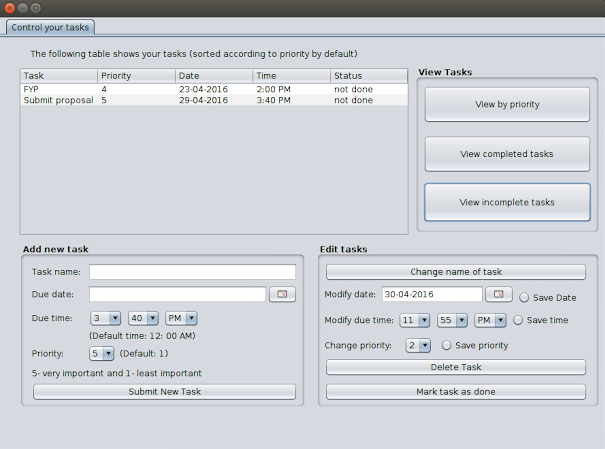 Control your tasks
The following table shows your tasks (sorted according to priority by default)
Task Priority Date Time Status
FYP 4 23-04-2016 2:00 PM not done
Submit proposal 5 29-04-2016 3:40 PM not done
View Tasks
View by priority
View completed tasks
View incomplete tasks
Add new task
Task name:
Due date:
Due time: 3 40 PM
(Default time: 12: 00 AM)
Priority: 5 (Default: 1)
5- very important and 1- least important
Submit New Task
Edit tasks
Change name of task
Modify date: 30-04-2016 Save Date
Modify due time: 11 55 PM Save time
Change priority: 2 Save priority
Delete Task
Mark task as done